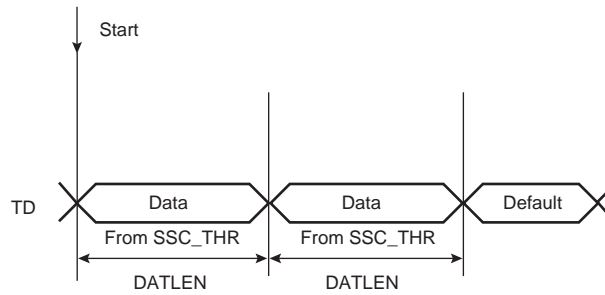 Start
TD
Data
Data
Default
From SSC_THR
From SSC_THR
DATLEN
DATLEN